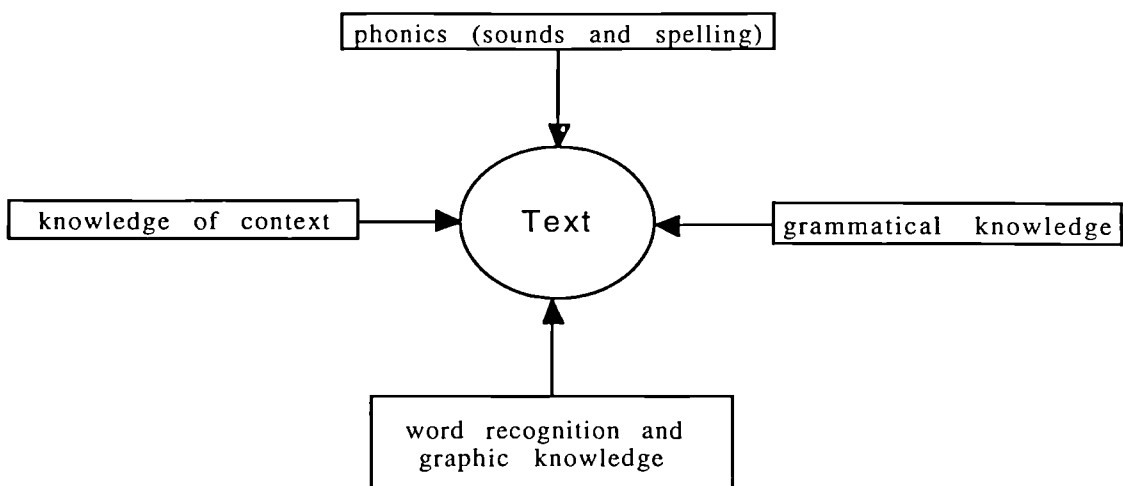 phonics (sounds and spelling)
knowledge of context
Text
grammatical knowledge
word recognition and
graphic knowledge